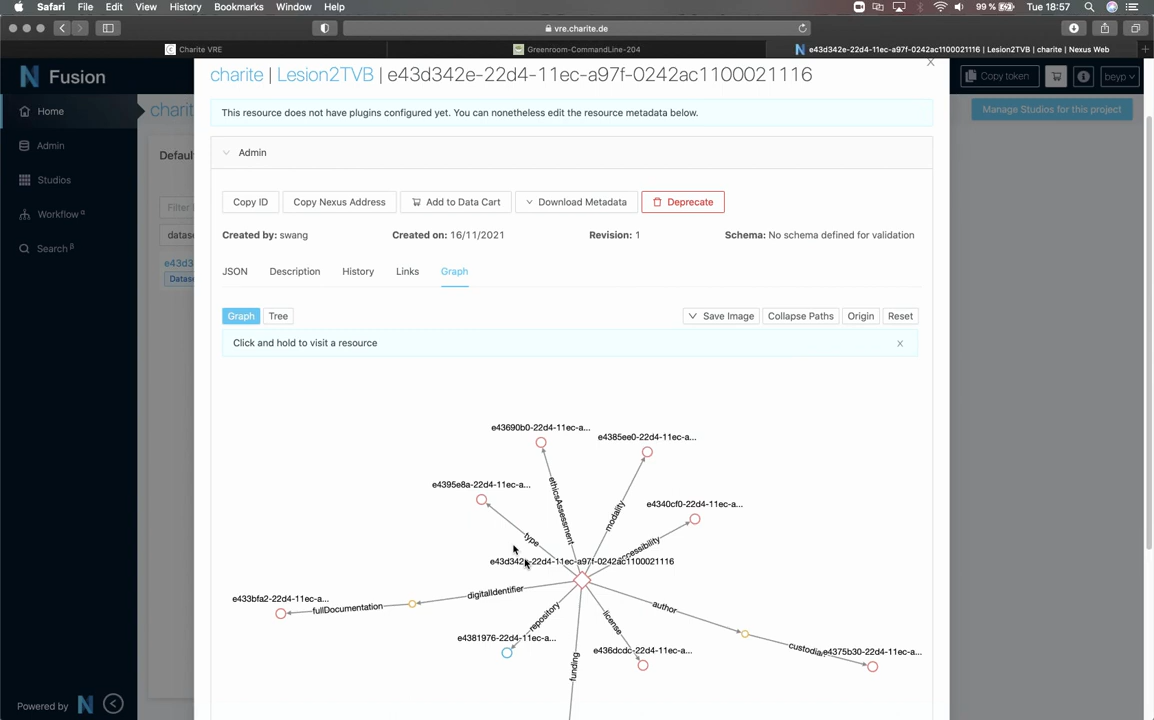 Safari File Edit View History Bookmarks Window Help 99 % Tue 18:57
vre.charite.de
Charite VRE
Greenroom-CommandLine-204
e43d342e-22d4-11ec-a97f-0242ac1100021116 | Lesion2TVB | charite | Nexus Web
Fusion
Copy token
beyp
Home
Admin
Studios
Workflow α
Search β
Powered by
charit
Manage Studios for this project
Defaul
Filter
datase
e43d3
Datase
charite | Lesion2TVB | e43d342e-22d4-11ec-a97f-0242ac1100021116
This resource does not have plugins configured yet. You can nonetheless edit the resource metadata below.
Admin
Copy ID Copy Nexus Address Add to Data Cart Download Metadata Deprecate
Created by: swang Created on: 16/11/2021 Revision: 1 Schema: No schema defined for validation
JSON Description History Links Graph
Graph Tree Save Image Collapse Paths Origin Reset
Click and hold to visit a resource
e43690b0-22d4-11ec-a...
e4385ee0-22d4-11ec-a...
e4395e8a-22d4-11ec-a...
ethicsAssessment
modality
e4340cf0-22d4-11ec-a...
type
accessibility
e43d342e-22d4-11ec-a97f-0242ac1100021116
digitalIdentifier
e433bfa2-22d4-11ec-a...
fullDocumentation
repository
license
author
e4381976-22d4-11ec-a...
e436dcdc-22d4-11ec-a...
custodia
e4375b30-22d4-11ec-a...
funding